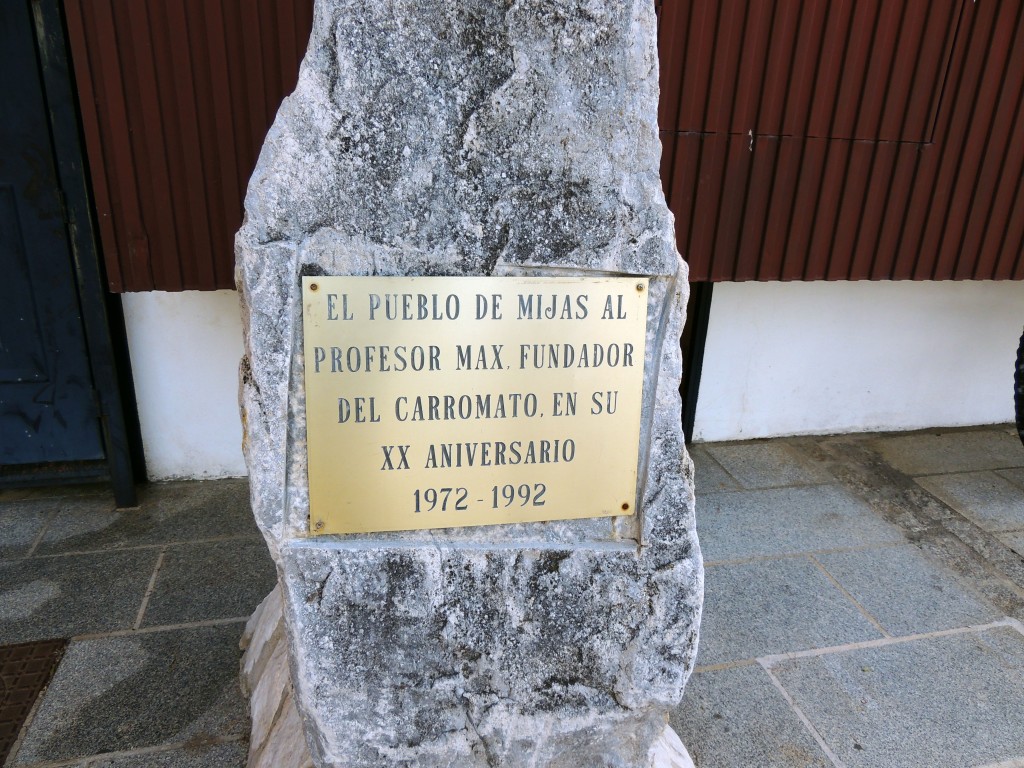 EL PUEBLO DE MIJAS AL
PROFESOR MAX, FUNDADOR
DEL CARROMATO, EN SU
XX ANIVERSARIO
1972 - 1992